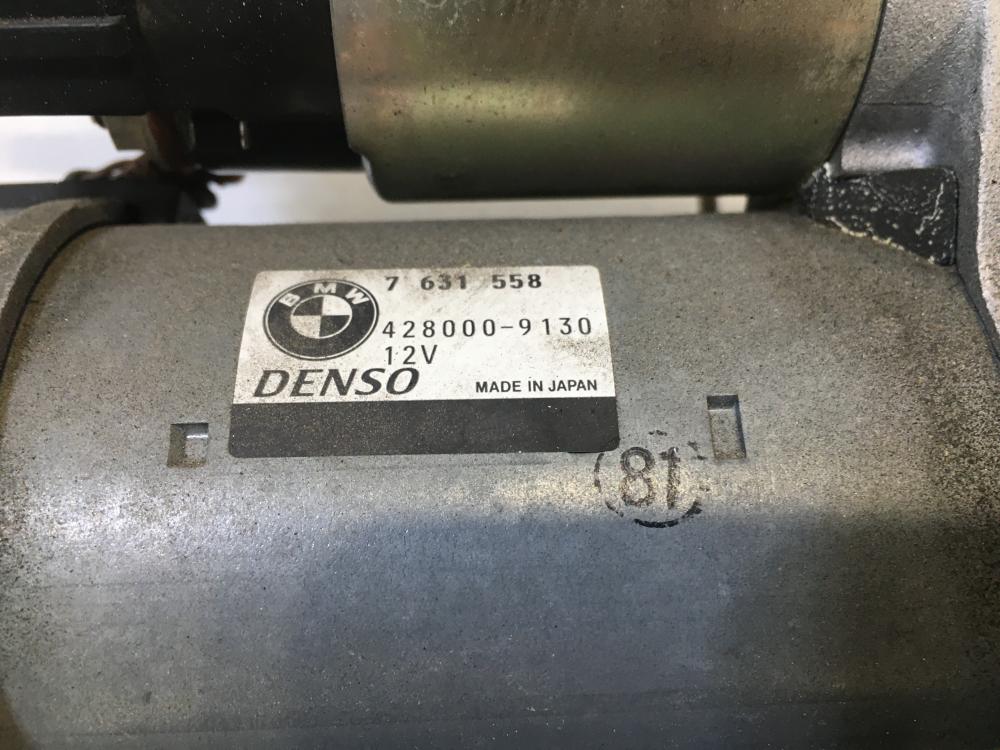 BMW
7 631 558
428000-9130
12V
DENSO
MADE IN JAPAN
81